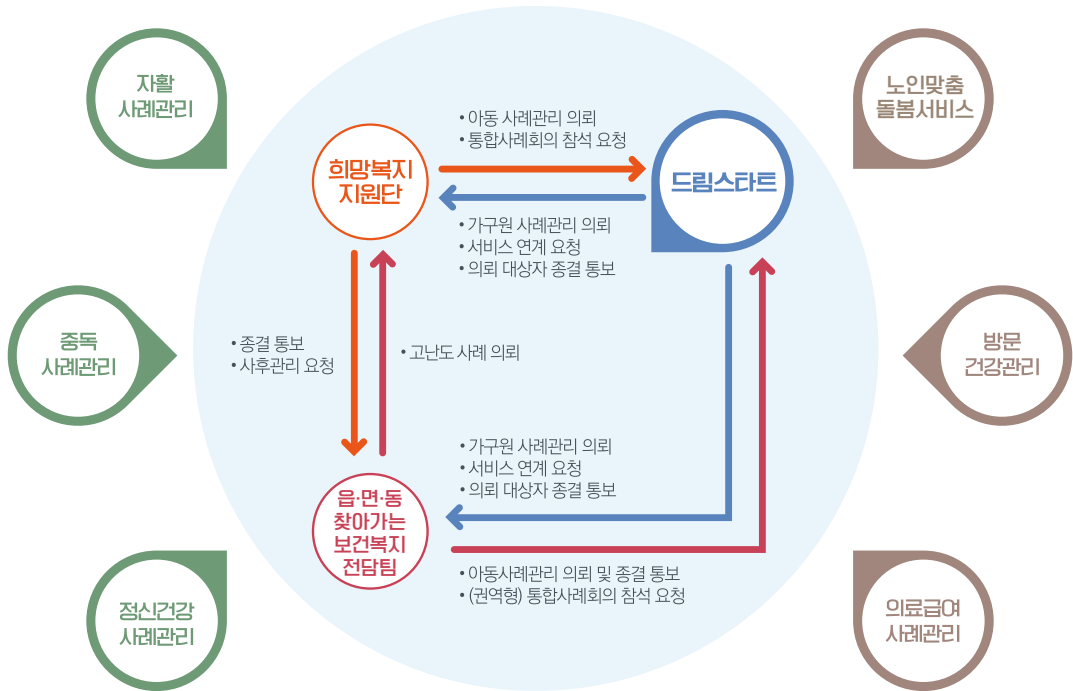 자활
사례관리
노인맞춤
돌봄서비스
• 아동 사례관리 의뢰
• 통합사례회의 참석 요청
희망복지
지원단
드림스타트
• 가구원 사례관리 의뢰
• 서비스 연계 요청
• 의뢰 대상자 종결 통보
중독
사례관리
• 종결 통보
• 사후관리 요청
• 고난도 사례 의뢰
방문
건강관리
• 가구원 사례관리 의뢰
• 서비스 연계 요청
• 의뢰 대상자 종결 통보
읍·면·동
찾아가는
보건복지
전담팀
• 아동사례관리 의뢰 및 종결 통보
• (권역형) 통합사례회의 참석 요청
정신건강
사례관리
의료급여
사례관리